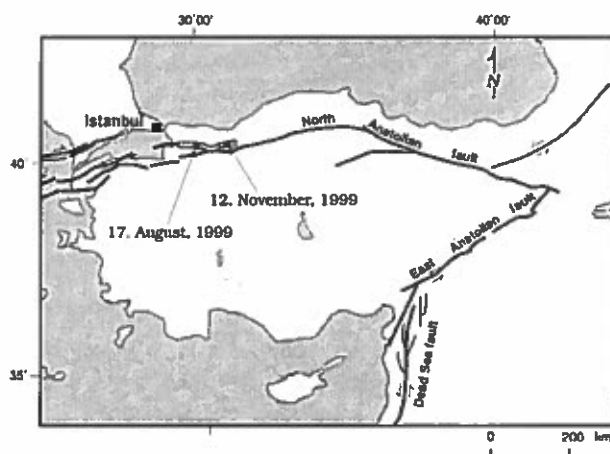 30°00' 40°00'
N
Istanbul
North Anatolian fault
40°
12. November, 1999
17. August, 1999
East Anatolian fault
Dead Sea fault
35°
0 200 km